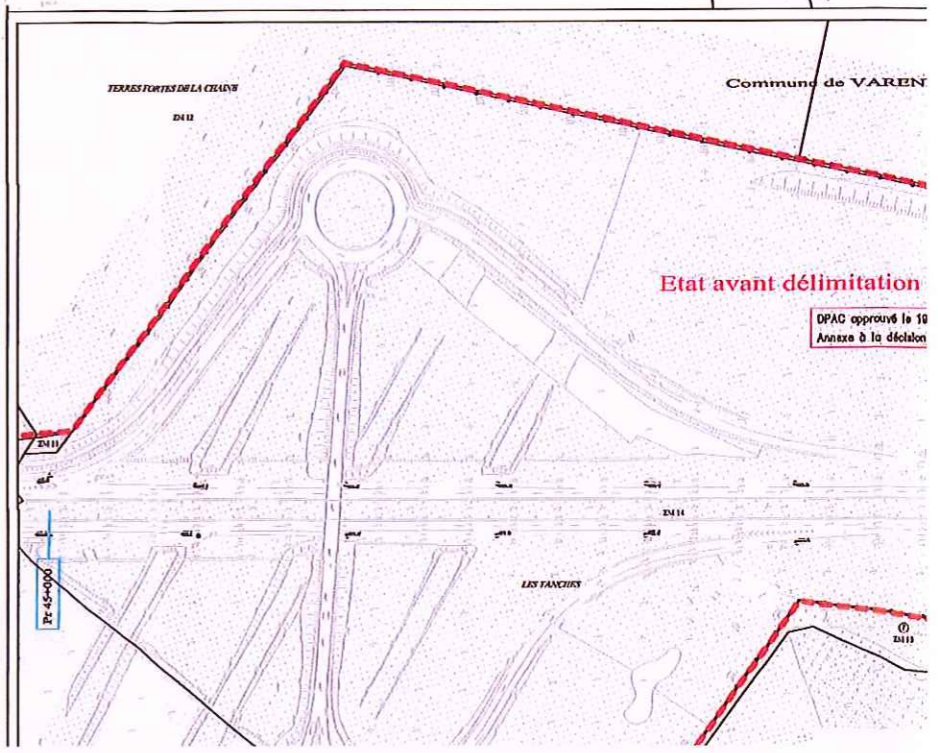 TERRES FORTES DE LA CHAINE
ZM 12
Commune de VAREN
Etat avant délimitation
DPAC approuvé le 19
Annexe à la décision
ZM 11
ZM 14
Pr 45+000
LES TANCHES
ZM 13